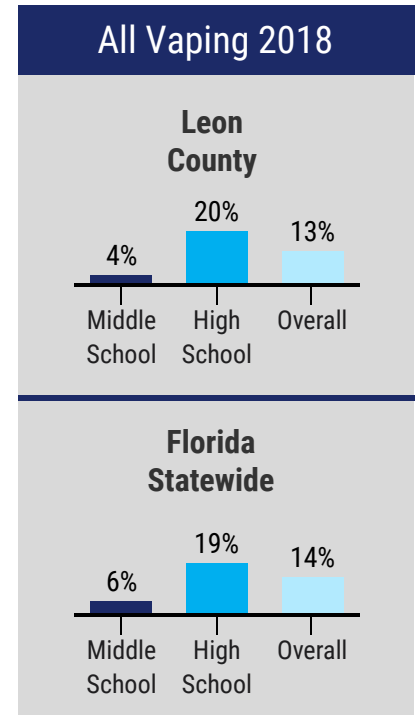 All Vaping 2018
Leon
County
4%
20%
13%
Middle
School
High
School
Overall
Florida
Statewide
6%
19%
14%
Middle
School
High
School
Overall